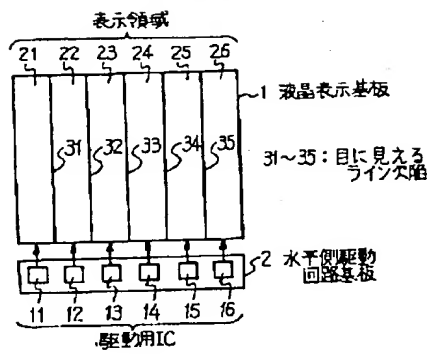 表示領域
21 22 23 24 25 26
1 液晶表示基板
31 32 33 34 35
31～35：目に見える
ライン欠陥
2 水平側駆動
回路基板
11 12 13 14 15 16
駆動用IC